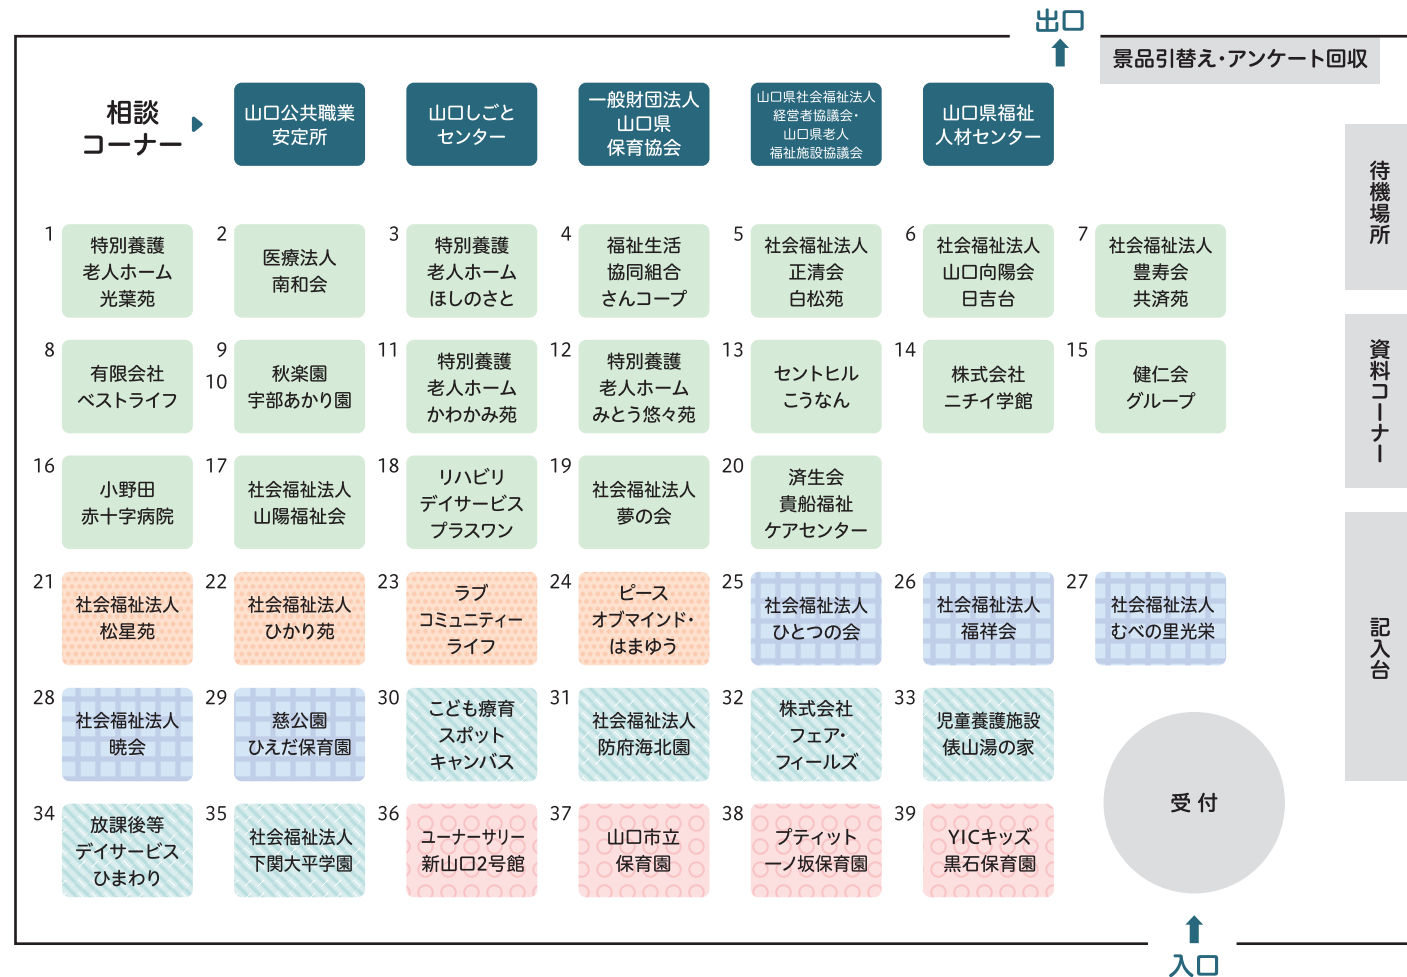 出口
景品引替え・アンケート回収
相談
コーナー
山口公共職業
安定所
山口しごと
センター
一般財団法人
山口県
保育協会
山口県社会福祉法人
経営者協議会・
山口県老人
福祉施設協議会
山口県福祉
人材センター
待機場所
1
特別養護
老人ホーム
光葉苑
2
医療法人
南和会
3
特別養護
老人ホーム
ほしのさと
4
福祉生活
協同組合
さんコープ
5
社会福祉法人
正清会
白松苑
6
社会福祉法人
山口向陽会
日吉台
7
社会福祉法人
豊寿会
共済苑
資料コーナー
8
有限会社
ベストライフ
9
10
秋楽園
宇部あかり園
11
特別養護
老人ホーム
かわかみ苑
12
特別養護
老人ホーム
みとう悠々苑
13
セントヒル
こうなん
14
株式会社
ニチイ学館
15
健仁会
グループ
16
小野田
赤十字病院
17
社会福祉法人
山陽福祉会
18
リハビリ
デイサービス
プラスワン
19
社会福祉法人
夢の会
20
済生会
貴船福祉
ケアセンター
記入台
21
社会福祉法人
松星苑
22
社会福祉法人
ひかり苑
23
ラブ
コミュニティー
ライフ
24
ピース
オブマインド・
はまゆう
25
社会福祉法人
ひとつの会
26
社会福祉法人
福祥会
27
社会福祉法人
むべの里光栄
28
社会福祉法人
暁会
29
慈公園
ひえだ保育園
30
こども療育
スポット
キャンバス
31
社会福祉法人
防府海北園
32
株式会社
フェア・
フィールズ
33
児童養護施設
俵山湯の家
受付
34
放課後等
デイサービス
ひまわり
35
社会福祉法人
下関大平学園
36
ユーナーサリー
新山口2号館
37
山口市立
保育園
38
プティット
一ノ坂保育園
39
YICキッズ
黒石保育園
入口